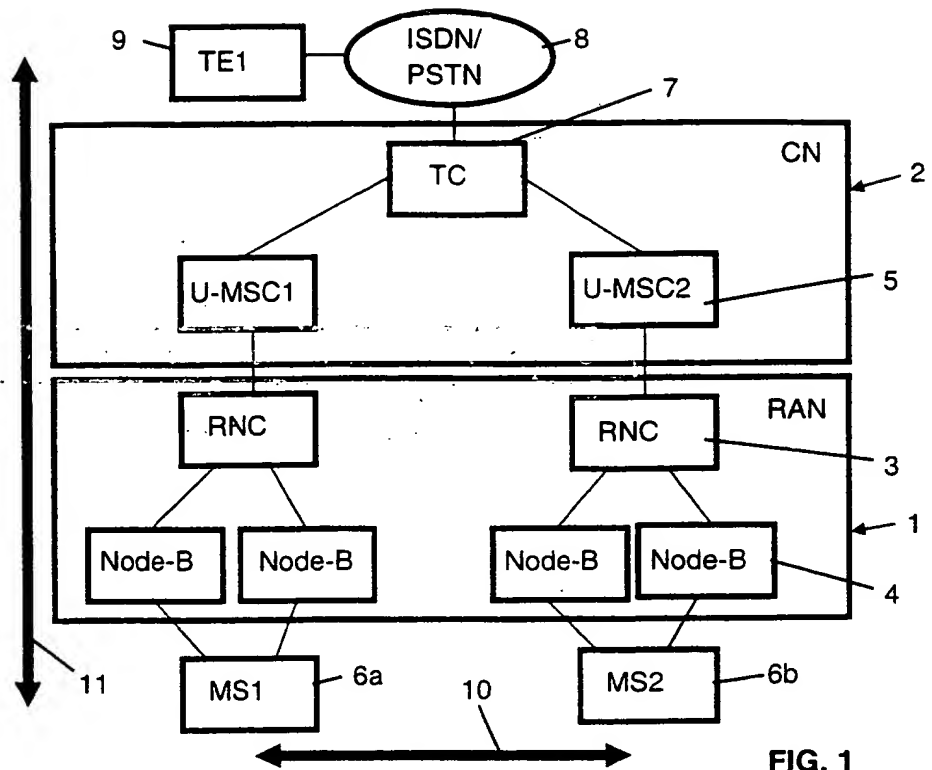 9
TE1
ISDN/
PSTN
8
7
CN
TC
2
U-MSC1
U-MSC2
5
RAN
RNC
RNC
3
1
Node-B
Node-B
Node-B
Node-B
4
11
MS1
6a
10
MS2
6b
FIG. 1